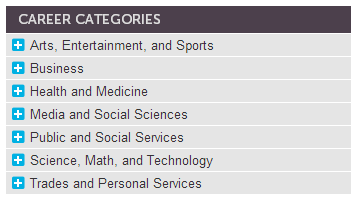 CAREER CATEGORIES
Arts, Entertainment, and Sports
Business
Health and Medicine
Media and Social Sciences
Public and Social Services
Science, Math, and Technology
Trades and Personal Services